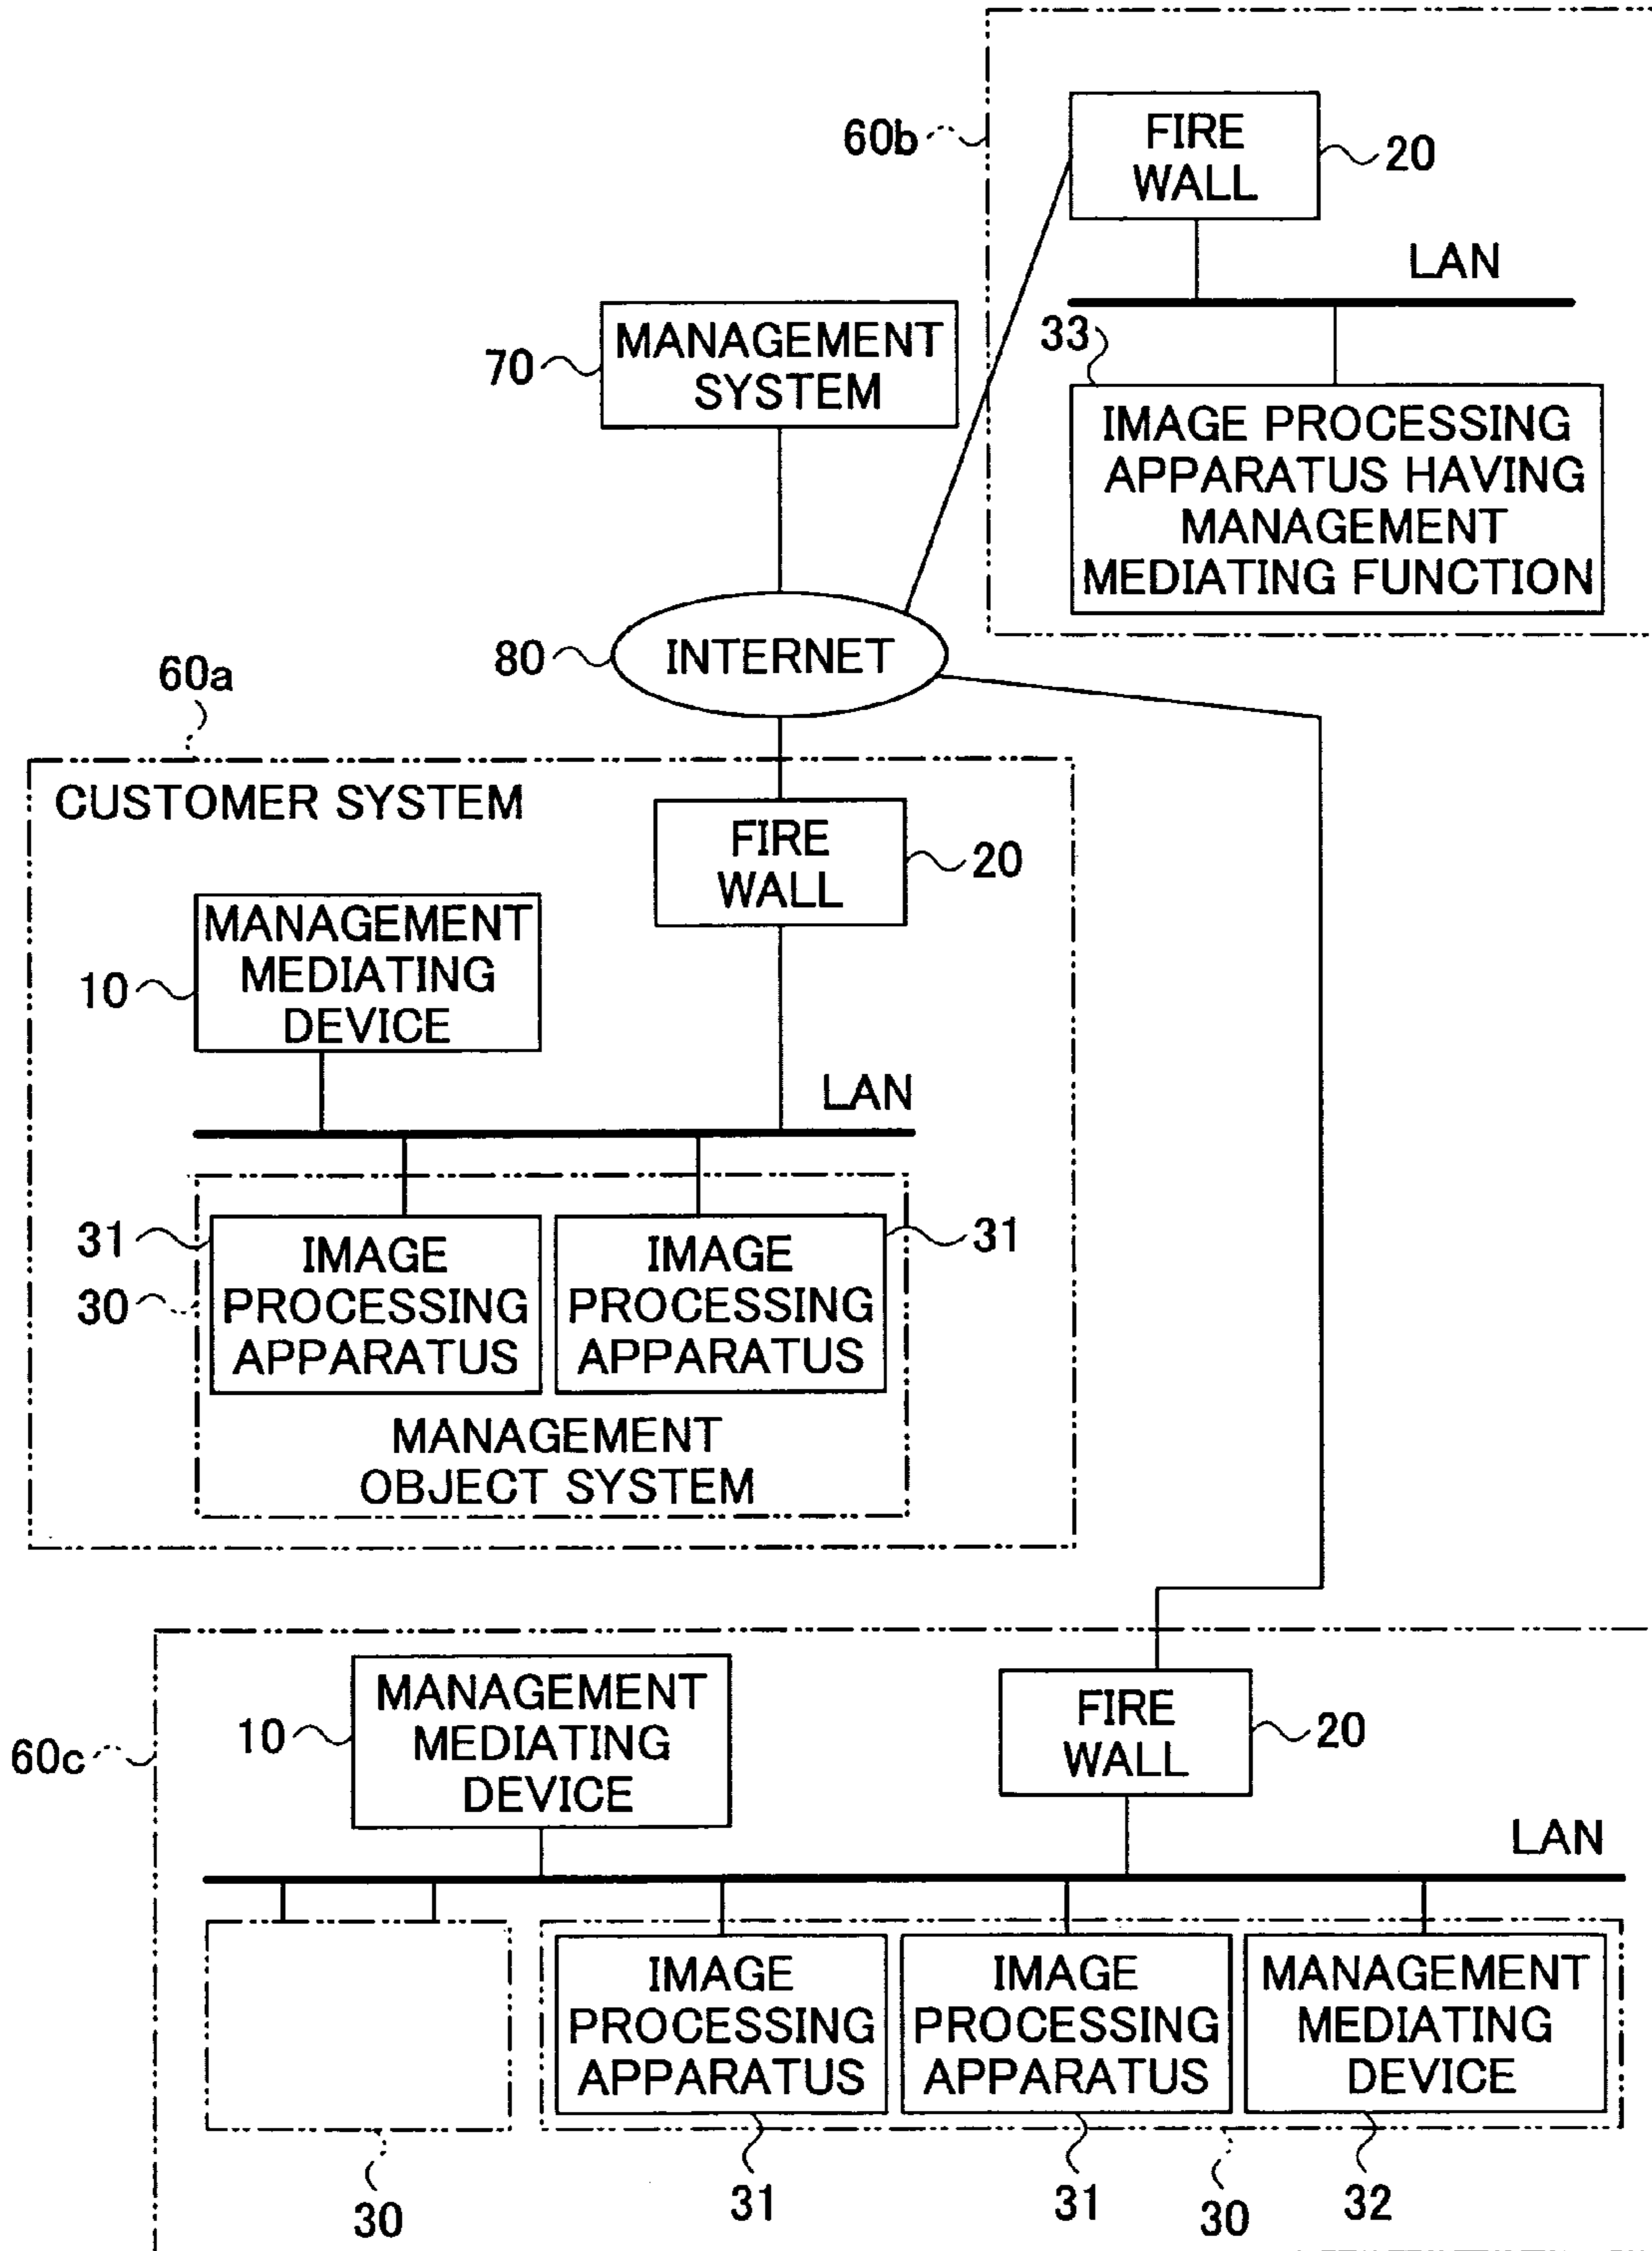 60b
FIRE
WALL
20
LAN
33
IMAGE PROCESSING
APPARATUS HAVING
MANAGEMENT
MEDIATING FUNCTION
70
MANAGEMENT
SYSTEM
80
INTERNET
60a
CUSTOMER SYSTEM
FIRE
WALL
20
MANAGEMENT
MEDIATING
DEVICE
10
LAN
31
IMAGE
PROCESSING
APPARATUS
IMAGE
PROCESSING
APPARATUS
31
30
MANAGEMENT
OBJECT SYSTEM
60c
10
MANAGEMENT
MEDIATING
DEVICE
FIRE
WALL
20
LAN
IMAGE
PROCESSING
APPARATUS
IMAGE
PROCESSING
APPARATUS
MANAGEMENT
MEDIATING
DEVICE
30
31
31
30
32